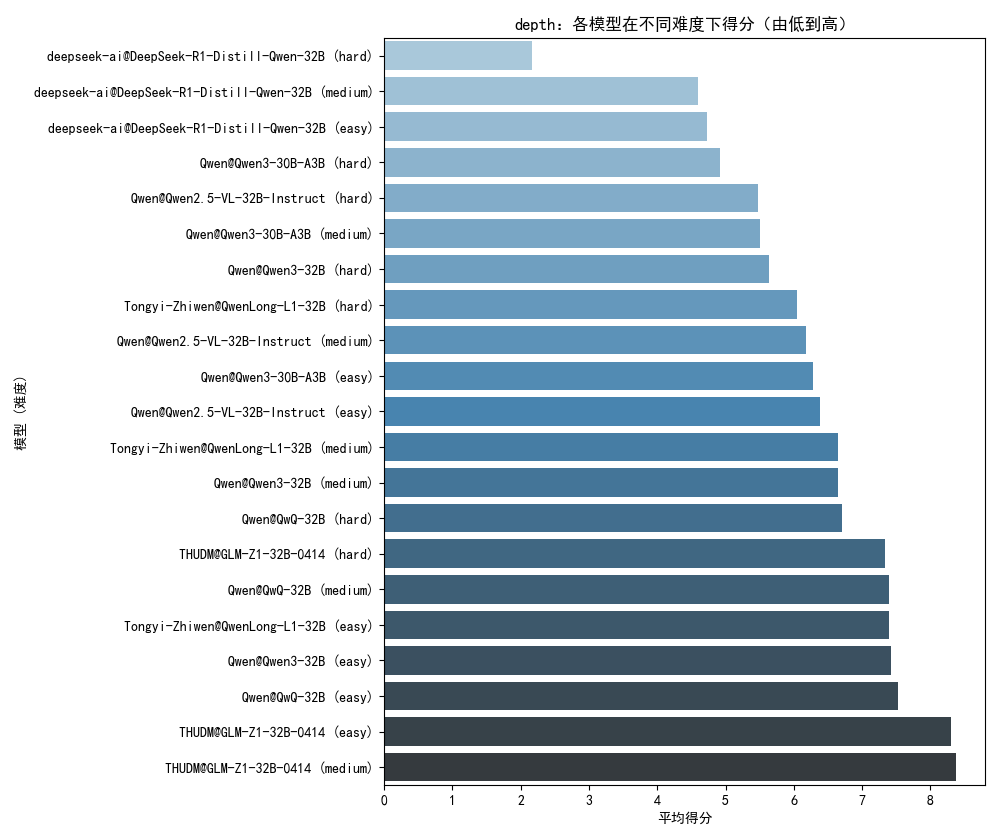 depth: 各模型在不同难度下得分（由低到高）
模型 (难度)
deepseek-ai@DeepSeek-R1-Distill-Qwen-32B (hard)
deepseek-ai@DeepSeek-R1-Distill-Qwen-32B (medium)
deepseek-ai@DeepSeek-R1-Distill-Qwen-32B (easy)
Qwen@Qwen3-30B-A3B (hard)
Qwen@Qwen2.5-VL-32B-Instruct (hard)
Qwen@Qwen3-30B-A3B (medium)
Qwen@Qwen3-32B (hard)
Tongyi-Zhiwen@QwenLong-L1-32B (hard)
Qwen@Qwen2.5-VL-32B-Instruct (medium)
Qwen@Qwen3-30B-A3B (easy)
Qwen@Qwen2.5-VL-32B-Instruct (easy)
Tongyi-Zhiwen@QwenLong-L1-32B (medium)
Qwen@Qwen3-32B (medium)
Qwen@QwQ-32B (hard)
THUDM@GLM-Z1-32B-0414 (hard)
Qwen@QwQ-32B (medium)
Tongyi-Zhiwen@QwenLong-L1-32B (easy)
Qwen@Qwen3-32B (easy)
Qwen@QwQ-32B (easy)
THUDM@GLM-Z1-32B-0414 (easy)
THUDM@GLM-Z1-32B-0414 (medium)
0 1 2 3 4 5 6 7 8
平均得分